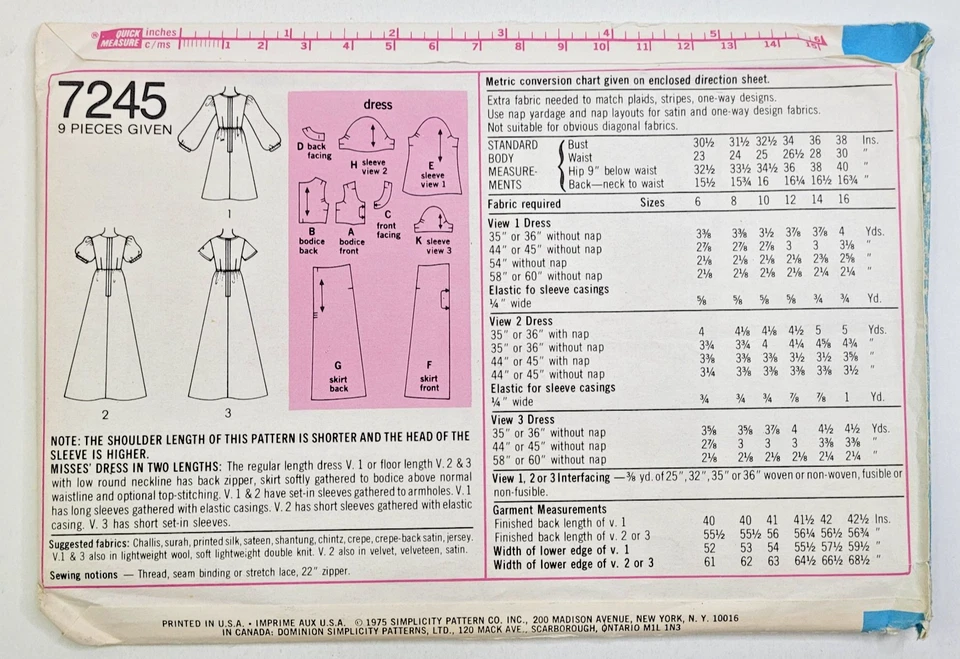 ® QUICK MEASURE inches 1 2 3 4 5 6
c/ms 1 2 3 4 5 6 7 8 9 10 11 12 13 14 15
7245
9 PIECES GIVEN
1
2
3
dress
D back facing
H sleeve view 2
E sleeve view 1
B bodice back
A bodice front
C front facing
K sleeve view 3
G skirt back
F skirt front
NOTE: THE SHOULDER LENGTH OF THIS PATTERN IS SHORTER AND THE HEAD OF THE
SLEEVE IS HIGHER.
MISSES' DRESS IN TWO LENGTHS: The regular length dress V. 1 or floor length V. 2 & 3
with low round neckline has back zipper, skirt softly gathered to bodice above normal
waistline and optional top-stitching. V. 1 & 2 have set-in sleeves gathered to armholes. V. 1
has long sleeves gathered with elastic casings. V. 2 has short sleeves gathered with elastic
casing. V. 3 has short set-in sleeves.
Suggested fabrics: Challis, surah, printed silk, sateen, shantung, chintz, crepe, crepe-back satin, jersey.
V.1 & 3 also in lightweight wool, soft lightweight double knit. V. 2 also in velvet, velveteen, satin.
Sewing notions — Thread, seam binding or stretch lace, 22" zipper.
Metric conversion chart given on enclosed direction sheet.
Extra fabric needed to match plaids, stripes, one-way designs.
Use nap yardage and nap layouts for satin and one-way design fabrics.
Not suitable for obvious diagonal fabrics.
STANDARD Bust 30½ 31½ 32½ 34 36 38 Ins.
BODY Waist 23 24 25 26½ 28 30 "
MEASURE- Hip 9" below waist 32½ 33½ 34½ 36 38 40 "
MENTS Back—neck to waist 15½ 15¾ 16 16¼ 16½ 16¾ "
Fabric required Sizes 6 8 10 12 14 16
View 1 Dress
35" or 36" without nap 3⅜ 3⅜ 3½ 3⅞ 3⅞ 4 Yds.
44" or 45" without nap 2⅞ 2⅞ 2⅞ 3 3 3⅛ "
54" without nap 2⅛ 2⅛ 2⅛ 2⅛ 2⅜ 2⅝ "
58" or 60" without nap 2⅛ 2⅛ 2⅛ 2⅛ 2¼ 2¼ "
Elastic fo sleeve casings
¼" wide ⅝ ⅝ ⅝ ⅝ ¾ ¾ Yd.
View 2 Dress
35" or 36" with nap 4 4⅛ 4⅛ 4½ 5 5 Yds.
35" or 36" without nap 3¾ 3¾ 4 4¼ 4⅝ 4¾ "
44" or 45" with nap 3⅜ 3⅜ 3⅜ 3½ 3½ 3⅝ "
44" or 45" without nap 3¼ 3⅜ 3⅜ 3⅜ 3⅜ 3½ "
Elastic for sleeve casings
¼" wide ¾ ¾ ¾ ⅞ ⅞ 1 Yd.
View 3 Dress
35" or 36" without nap 3⅝ 3⅝ 3⅞ 4 4½ 4½ Yds.
44" or 45" without nap 2⅞ 3 3 3 3⅜ 3⅜ "
58" or 60" without nap 2⅛ 2⅛ 2⅛ 2⅛ 2¼ 2¼ "
View 1, 2 or 3 Interfacing —⅜ yd. of 25", 32", 35" or 36" woven or non-woven, fusible or
non-fusible.
Garment Measurements
Finished back length of v. 1 40 40 41 41½ 42 42½ Ins.
Finished back length of v. 2 or 3 55½ 55½ 56 56¼ 56½ 56¾ "
Width of lower edge of v. 1 52 53 54 55½ 57½ 59½ "
Width of lower edge of v. 2 or 3 61 62 63 64½ 66½ 68½ "
PRINTED IN U.S.A. • IMPRIME AUX U.S.A. © 1975 SIMPLICITY PATTERN CO. INC., 200 MADISON AVENUE, NEW YORK, N. Y. 10016
IN CANADA: DOMINION SIMPLICITY PATTERNS, LTD., 120 MACK AVE., SCARBOROUGH, ONTARIO M1L 1N3